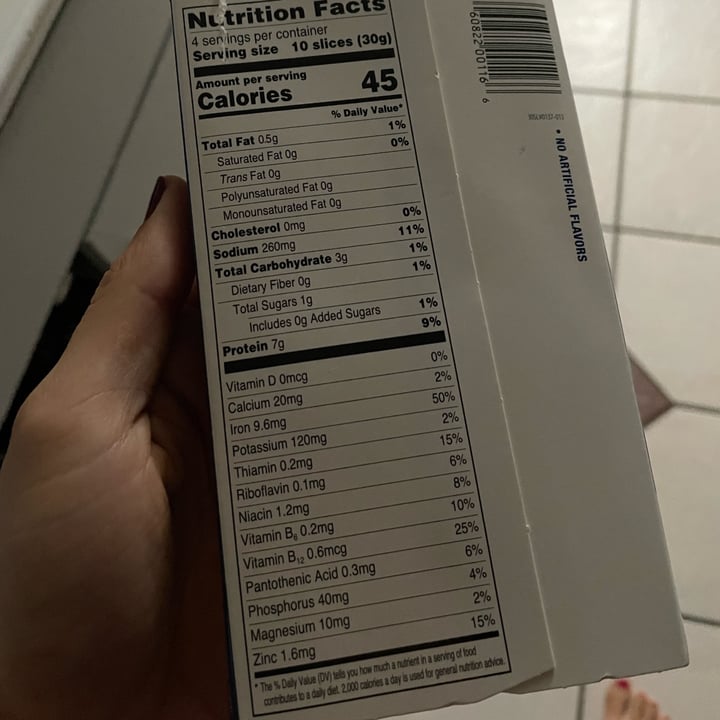 Nutrition Facts
4 servings per container
Serving size 10 slices (30g)
Amount per serving
Calories 45
% Daily Value*
Total Fat 0.5g 1%
Saturated Fat 0g 0%
Trans Fat 0g
Polyunsaturated Fat 0g
Monounsaturated Fat 0g
Cholesterol 0mg 0%
Sodium 260mg 11%
Total Carbohydrate 3g 1%
Dietary Fiber 0g 1%
Total Sugars 1g
Includes 0g Added Sugars 1%
Protein 7g 9%
Vitamin D 0mcg 0%
Calcium 20mg 2%
Iron 9.6mg 50%
Potassium 120mg 2%
Thiamin 0.2mg 15%
Riboflavin 0.1mg 6%
Niacin 1.2mg 8%
Vitamin B6 0.2mg 10%
Vitamin B12 0.6mcg 25%
Pantothenic Acid 0.3mg 6%
Phosphorus 40mg 4%
Magnesium 10mg 2%
Zinc 1.6mg 15%
* The % Daily Value (DV) tells you how much a nutrient in a serving of food
contributes to a daily diet. 2,000 calories a day is used for general nutrition advice.
60822 00116 6
• NO ARTIFICIAL FLAVORS